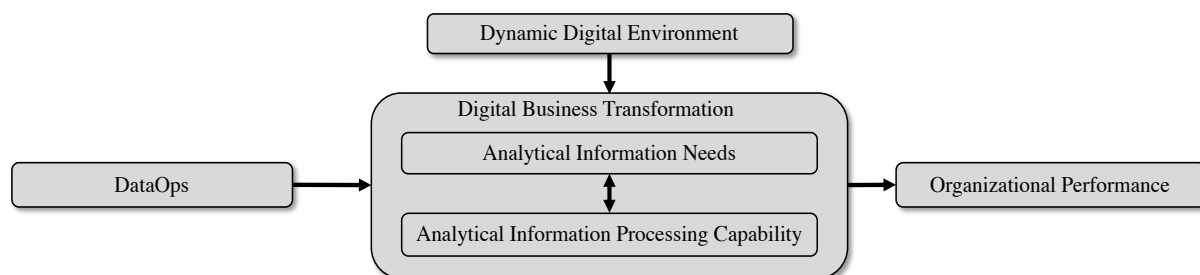 Dynamic Digital Environment
Digital Business Transformation
Analytical Information Needs
DataOps
Organizational Performance
Analytical Information Processing Capability